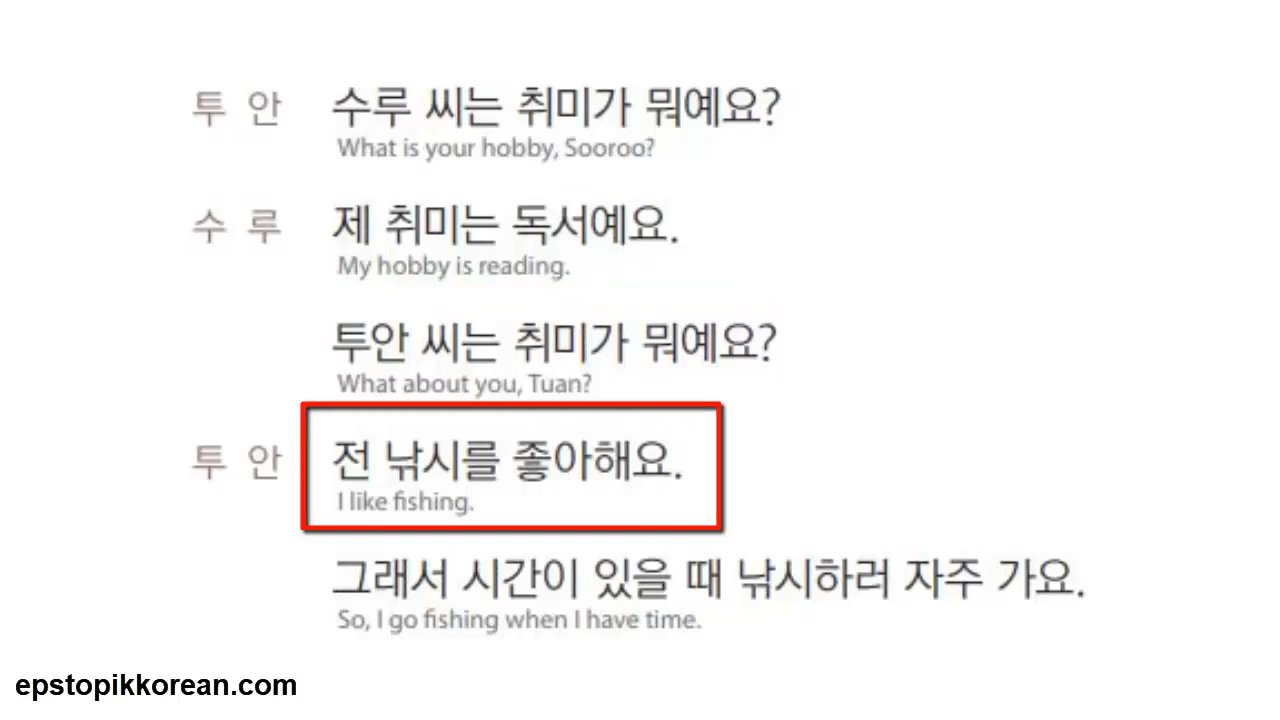 투 안 수루 씨는 취미가 뭐예요?
What is your hobby, Sooroo?
수 루 제 취미는 독서예요.
My hobby is reading.
투안 씨는 취미가 뭐예요?
What about you, Tuan?
투 안 전 낚시를 좋아해요.
I like fishing.
그래서 시간이 있을 때 낚시하러 자주 가요.
So, I go fishing when I have time.
epstopikkorean.com